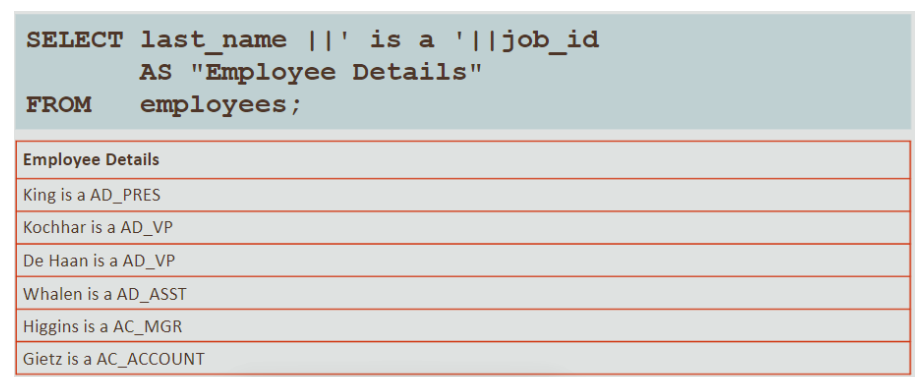 SELECT last_name ||' is a '||job_id
AS "Employee Details"
FROM employees;
Employee Details
King is a AD_PRES
Kochhar is a AD_VP
De Haan is a AD_VP
Whalen is a AD_ASST
Higgins is a AC_MGR
Gietz is a AC_ACCOUNT